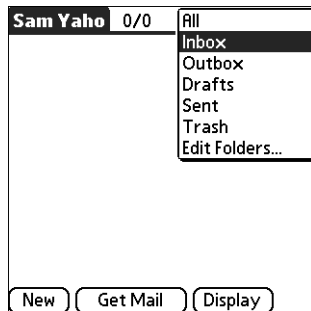 Sam Yaho 0/0 All
Inbox
Outbox
Drafts
Sent
Trash
Edit Folders...
New Get Mail Display